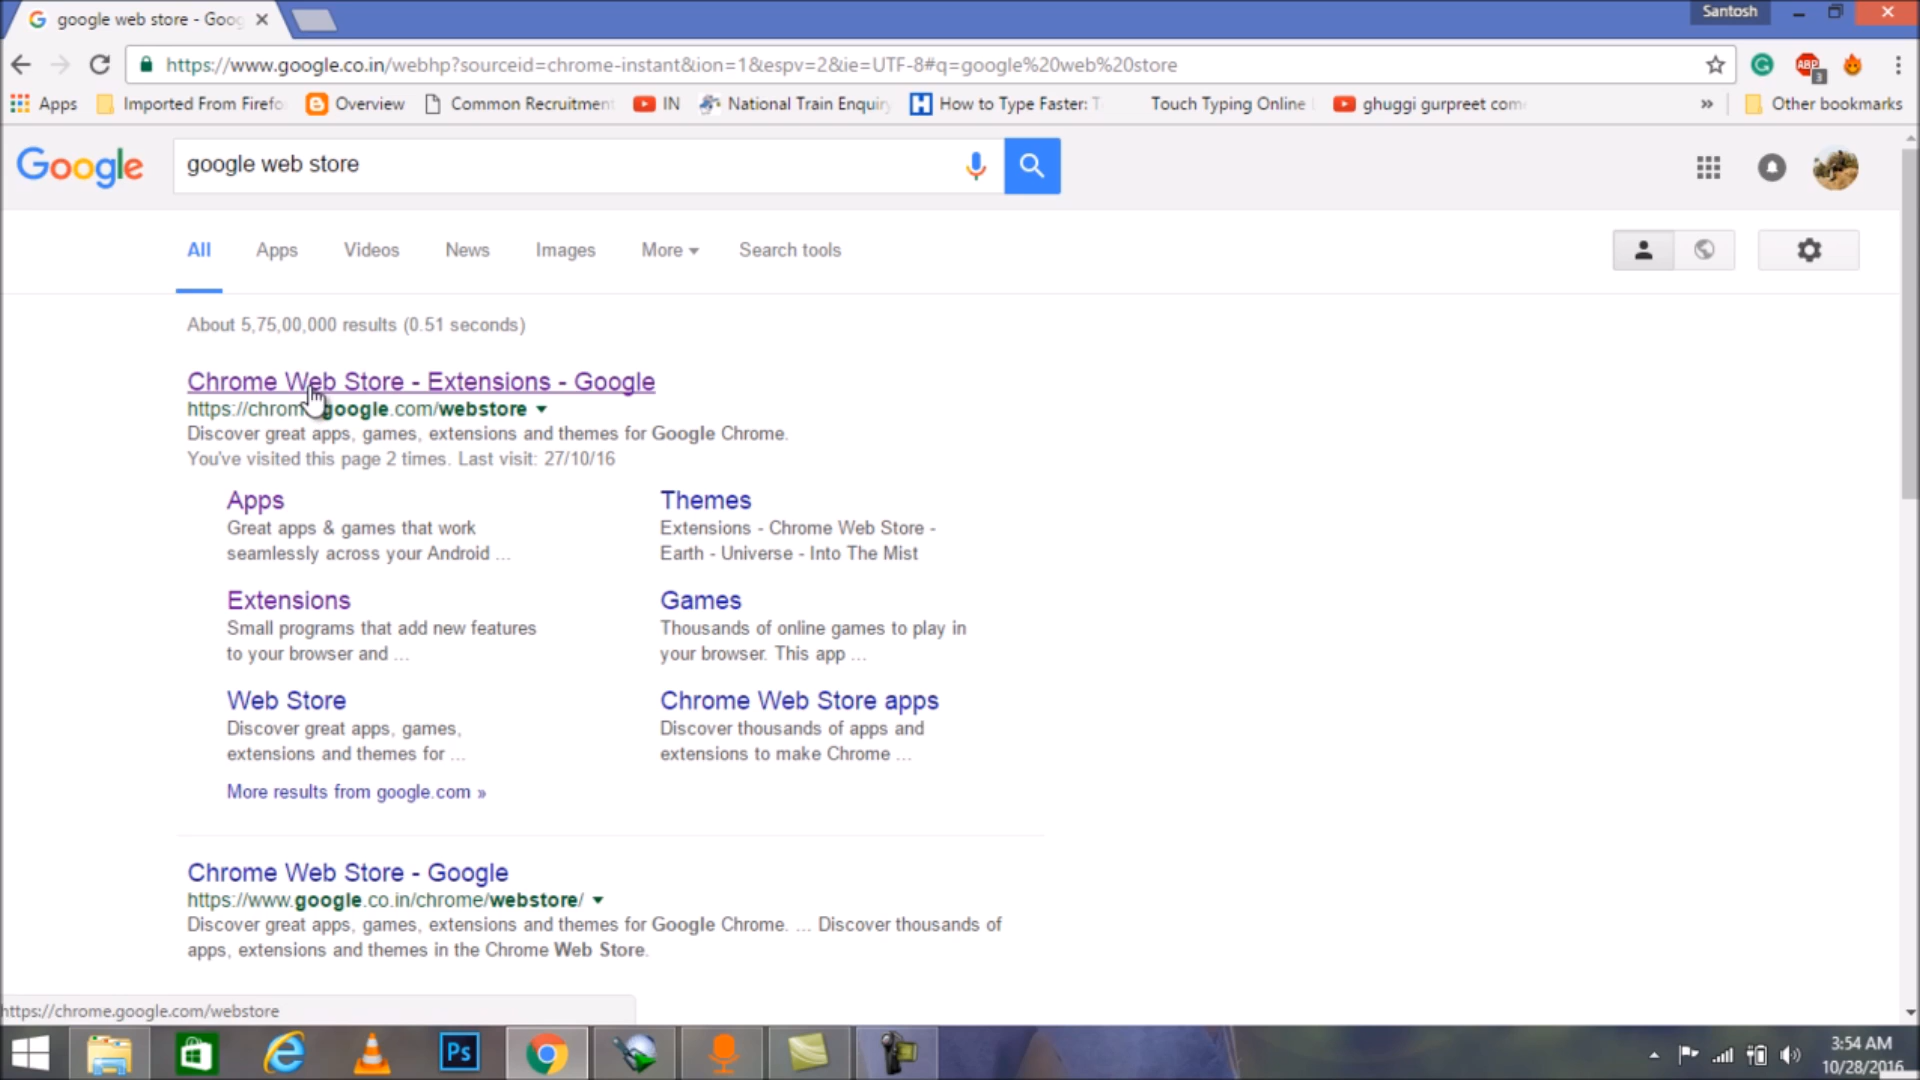 google web store - Goog
Santosh
https://www.google.co.in/webhp?sourceid=chrome-instant&ion=1&espv=2&ie=UTF-8#q=google%20web%20store
ABP
3
Apps
Imported From Firefo
Overview
Common Recruitment
IN
National Train Enquiry
How to Type Faster: T
Touch Typing Online
ghuggi gurpreet com
»
Other bookmarks
Google
google web store
All
Apps
Videos
News
Images
More
Search tools
About 5,75,00,000 results (0.51 seconds)
Chrome Web Store - Extensions - Google
https://chrome.google.com/webstore
Discover great apps, games, extensions and themes for Google Chrome.
You've visited this page 2 times. Last visit: 27/10/16
Apps
Great apps & games that work
seamlessly across your Android ...
Themes
Extensions - Chrome Web Store -
Earth - Universe - Into The Mist
Extensions
Small programs that add new features
to your browser and ...
Games
Thousands of online games to play in
your browser. This app ...
Web Store
Discover great apps, games,
extensions and themes for ...
Chrome Web Store apps
Discover thousands of apps and
extensions to make Chrome ...
More results from google.com »
Chrome Web Store - Google
https://www.google.co.in/chrome/webstore/
Discover great apps, games, extensions and themes for Google Chrome. ... Discover thousands of
apps, extensions and themes in the Chrome Web Store.
https://chrome.google.com/webstore
Ps
3:54 AM
10/28/2016